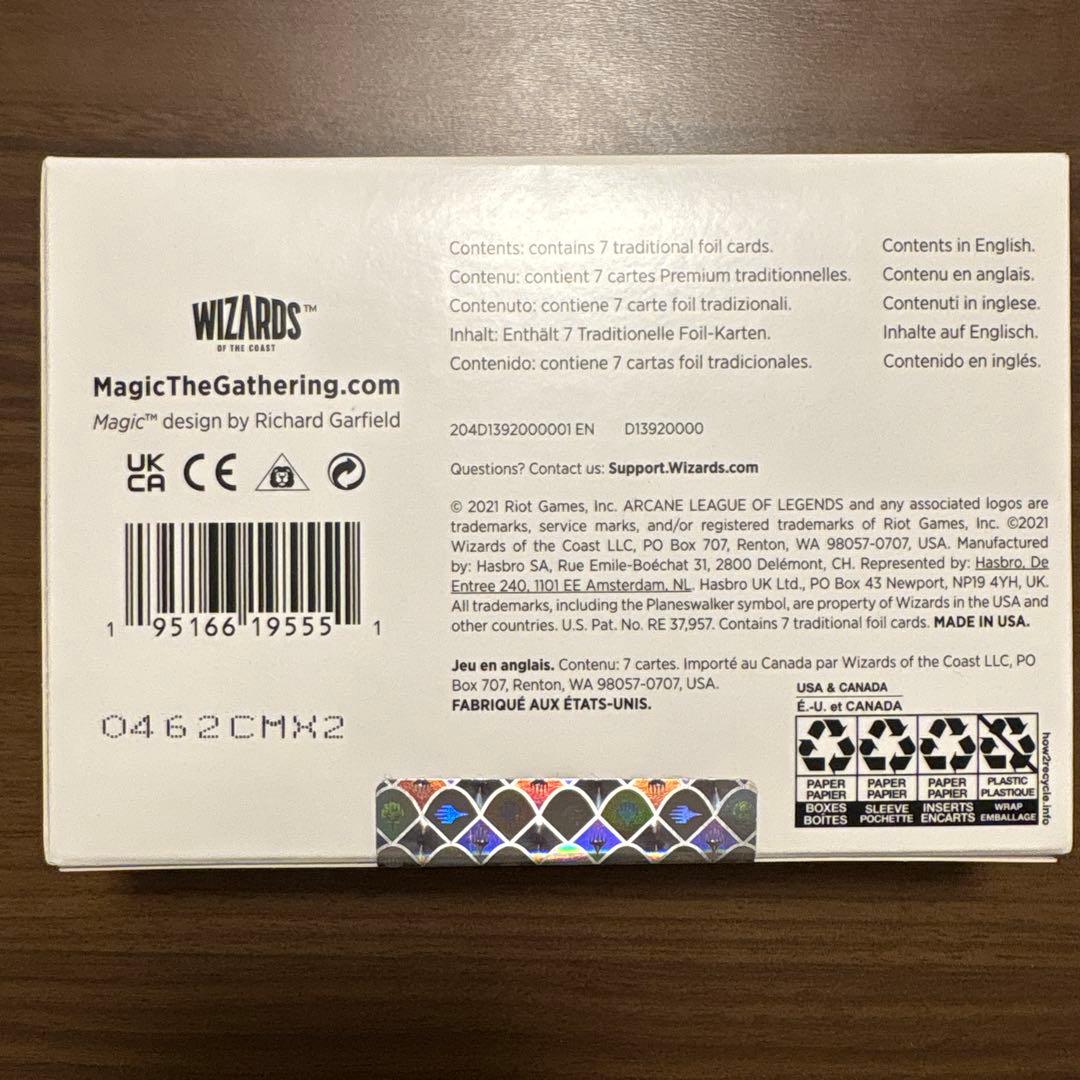 WIZARDS™
OF THE COAST
MagicTheGathering.com
Magic™ design by Richard Garfield
UK
CA CE
1 95166 19555 1
0462CMX2
Contents: contains 7 traditional foil cards.
Contenu: contient 7 cartes Premium traditionnelles.
Contenuto: contiene 7 carte foil tradizionali.
Inhalt: Enthält 7 Traditionelle Foil-Karten.
Contenido: contiene 7 cartas foil tradicionales.
Contents in English.
Contenu en anglais.
Contenuti in inglese.
Inhalte auf Englisch.
Contenido en inglés.
204D1392000001 EN D13920000
Questions? Contact us: Support.Wizards.com
© 2021 Riot Games, Inc. ARCANE LEAGUE OF LEGENDS and any associated logos are
trademarks, service marks, and/or registered trademarks of Riot Games, Inc. ©2021
Wizards of the Coast LLC, PO Box 707, Renton, WA 98057-0707, USA. Manufactured
by: Hasbro SA, Rue Emile-Boéchat 31, 2800 Delémont, CH. Represented by: Hasbro, De
Entree 240, 1101 EE Amsterdam, NL. Hasbro UK Ltd., PO Box 43 Newport, NP19 4YH, UK.
All trademarks, including the Planeswalker symbol, are property of Wizards in the USA and
other countries. U.S. Pat. No. RE 37,957. Contains 7 traditional foil cards. MADE IN USA.
Jeu en anglais. Contenu: 7 cartes. Importé au Canada par Wizards of the Coast LLC, PO
Box 707, Renton, WA 98057-0707, USA.
FABRIQUÉ AUX ÉTATS-UNIS.
USA & CANADA
É.-U. et CANADA
PAPER PAPER PAPER PLASTIC
PAPIER PAPIER PAPIER PLASTIQUE
BOXES SLEEVE INSERTS WRAP
BOÎTES POCHETTE ENCARTS EMBALLAGE
how2recycle.info